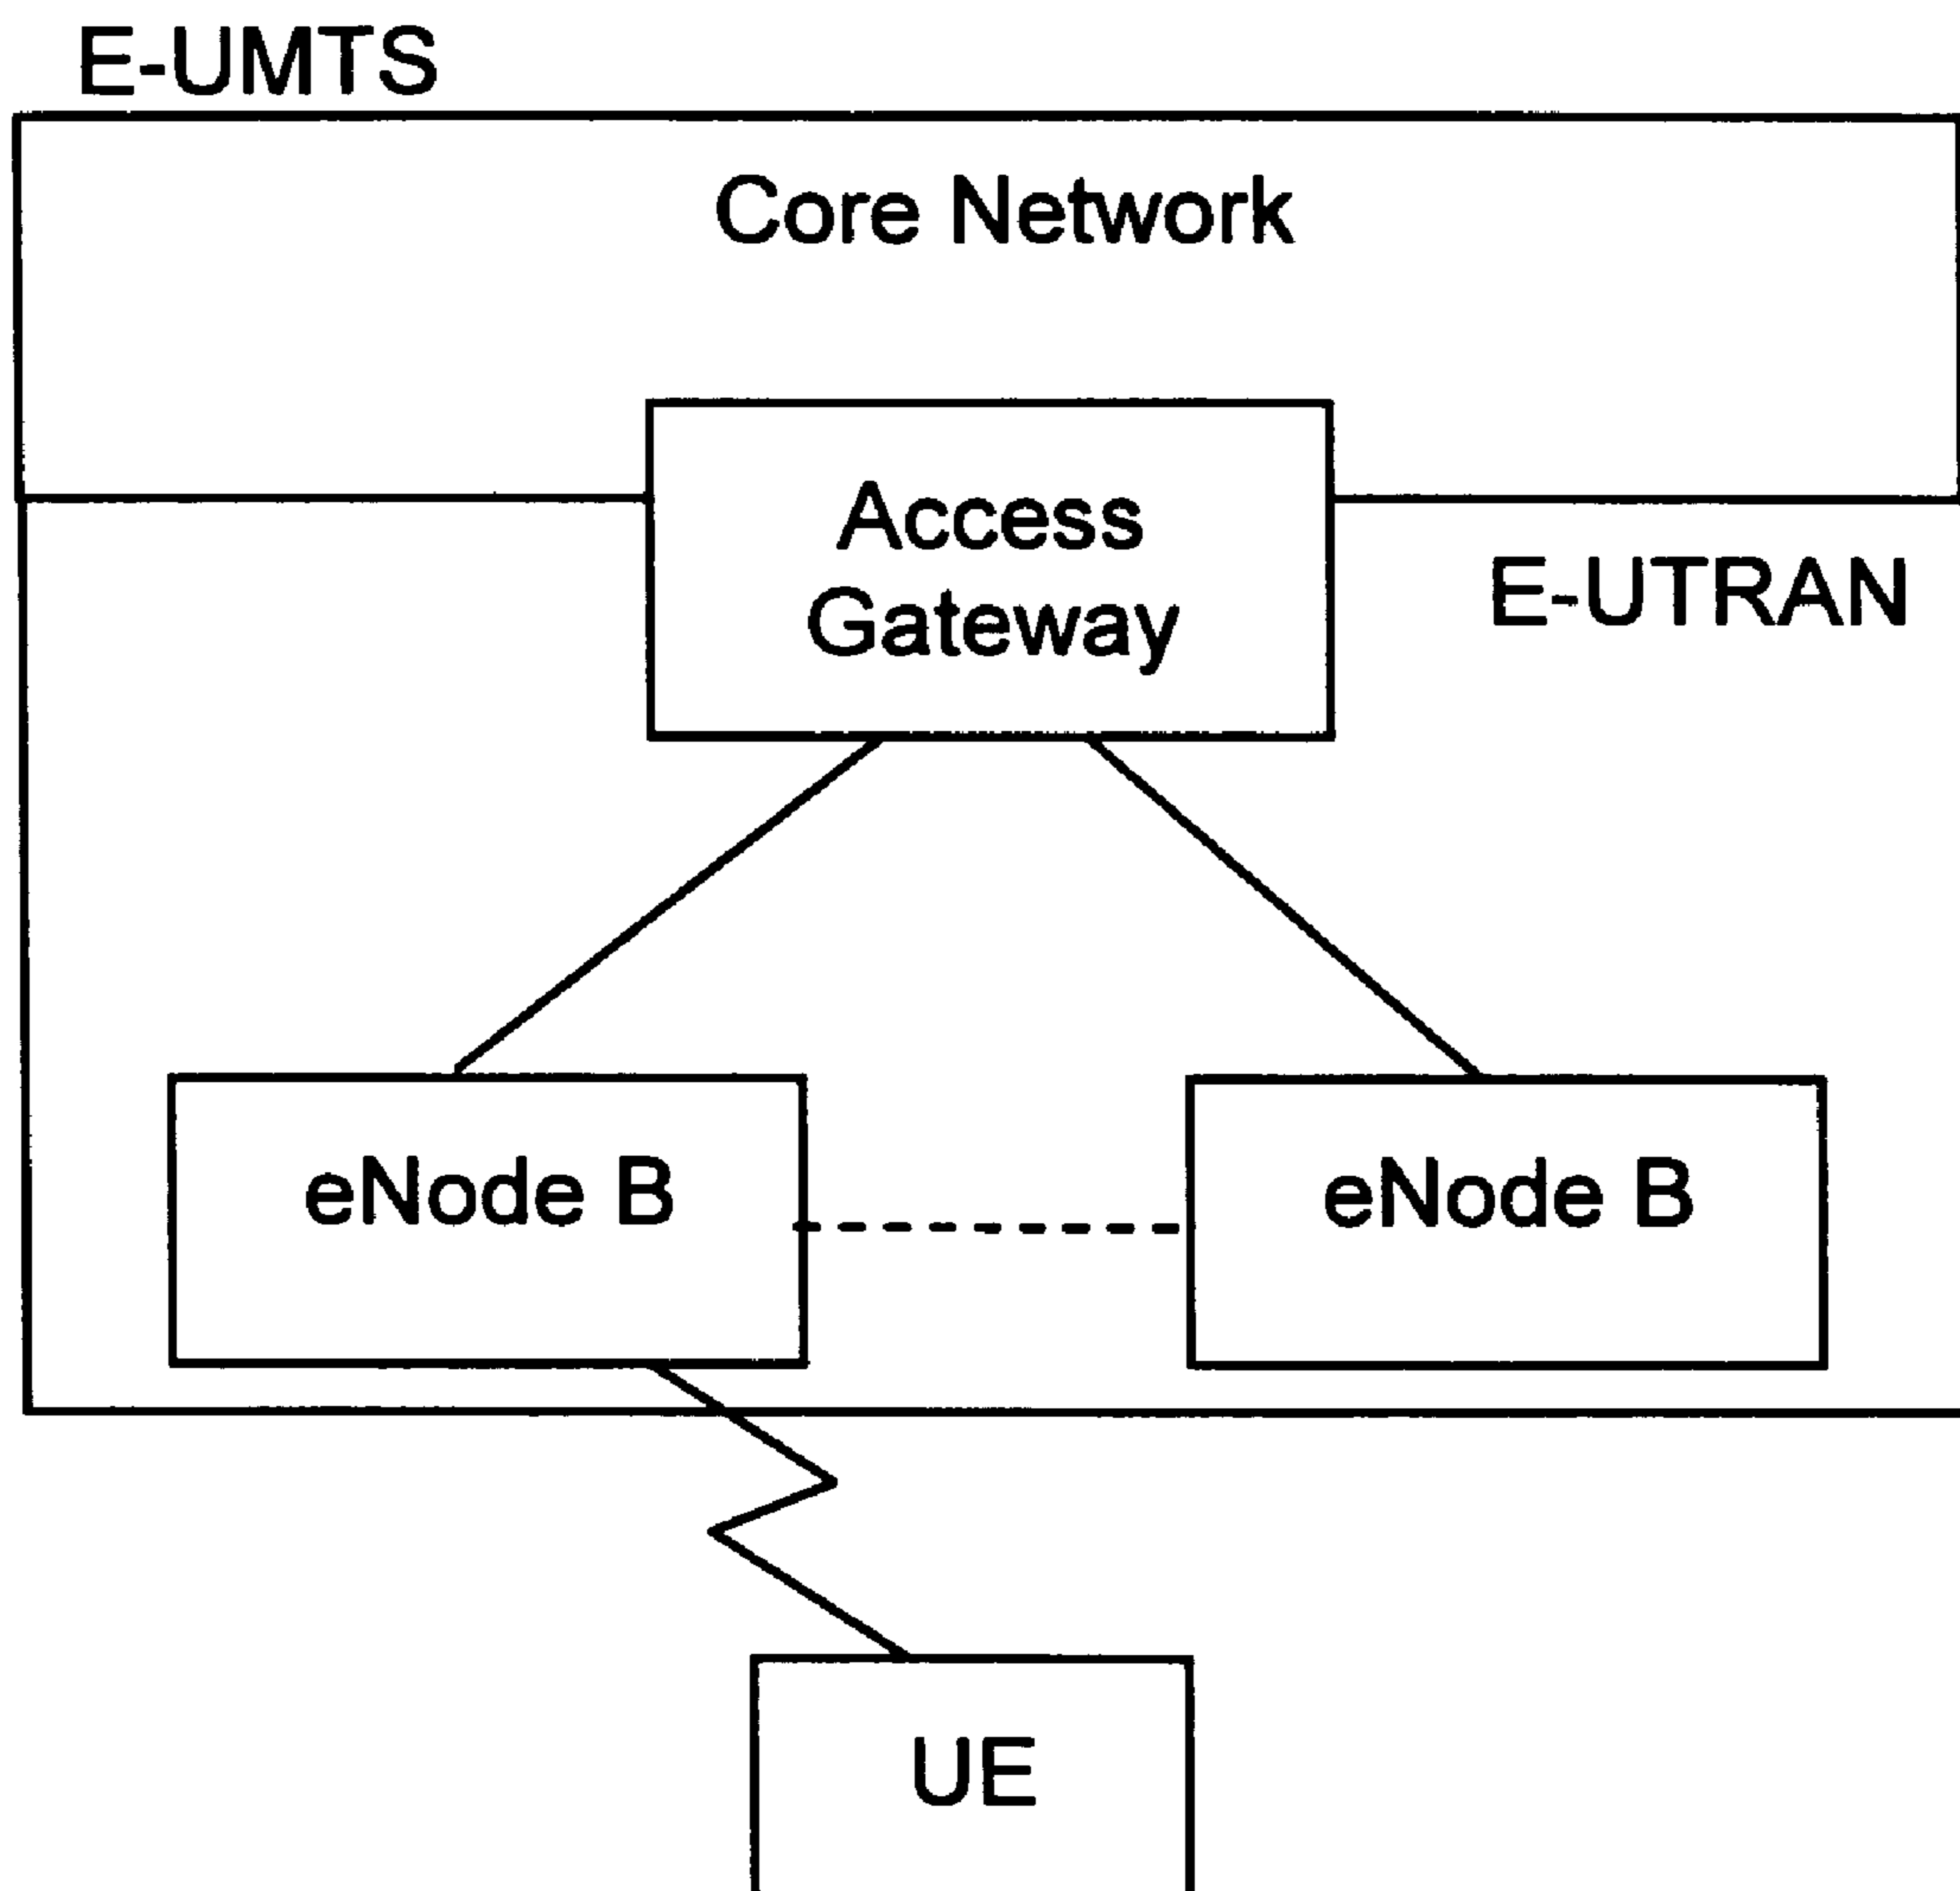 E-UMTS
Core Network
Access
Gateway
E-UTRAN
eNode B
eNode B
UE